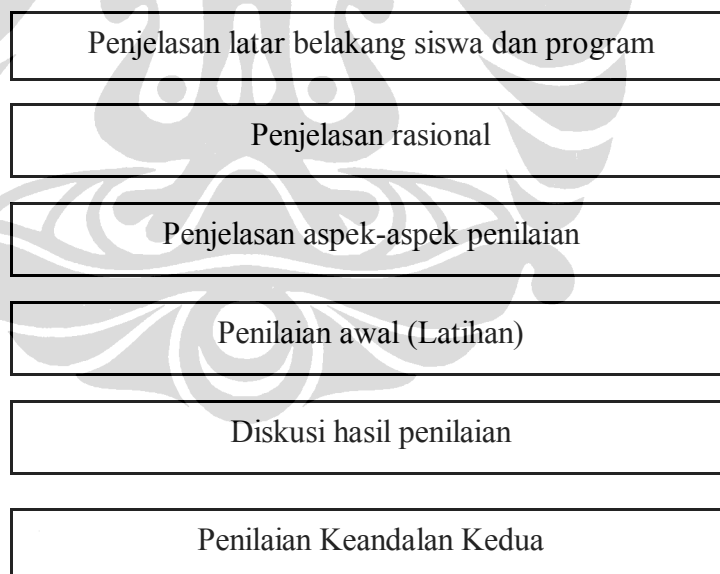 Penjelasan latar belakang siswa dan program
Penjelasan rasional
Penjelasan aspek-aspek penilaian
Penilaian awal (Latihan)
Diskusi hasil penilaian
Penilaian Keandalan Kedua